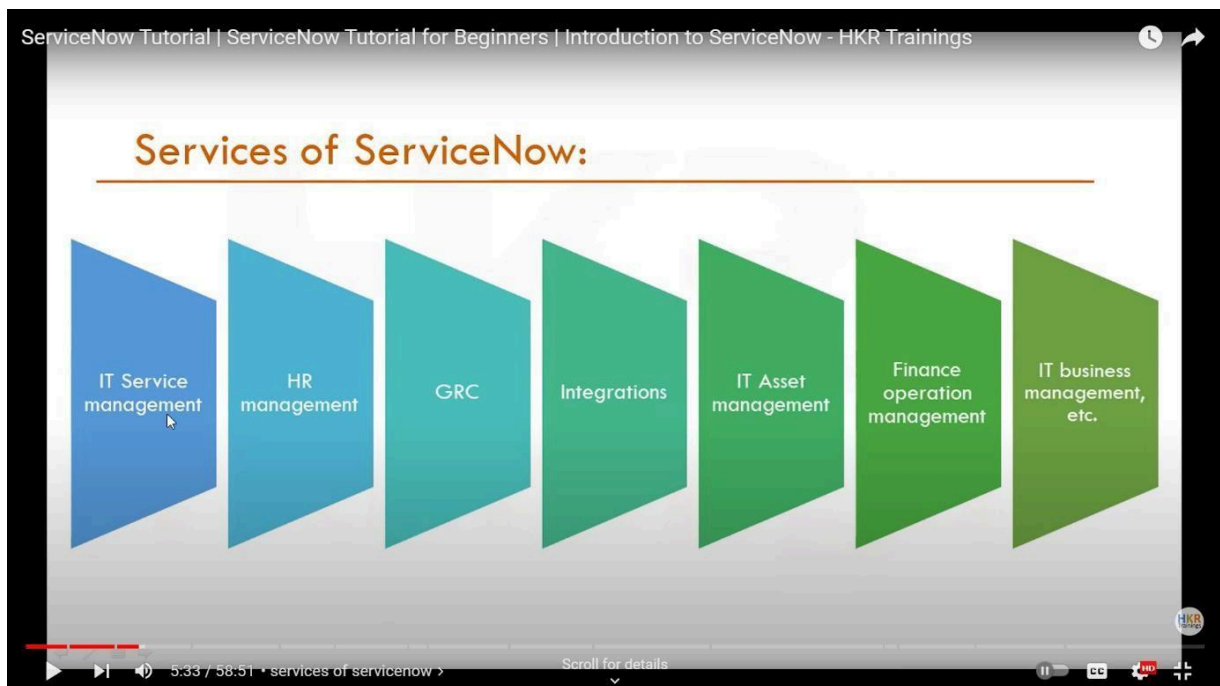 ServiceNow Tutorial | ServiceNow Tutorial for Beginners | Introduction to ServiceNow - HKR Trainings
Services of ServiceNow:
IT Service
management
HR
management
GRC
Integrations
IT Asset
management
Finance
operation
management
IT business
management,
etc.
HKR
Trainings
5:33 / 58:51 • services of servicenow >
Scroll for details
CC
HD